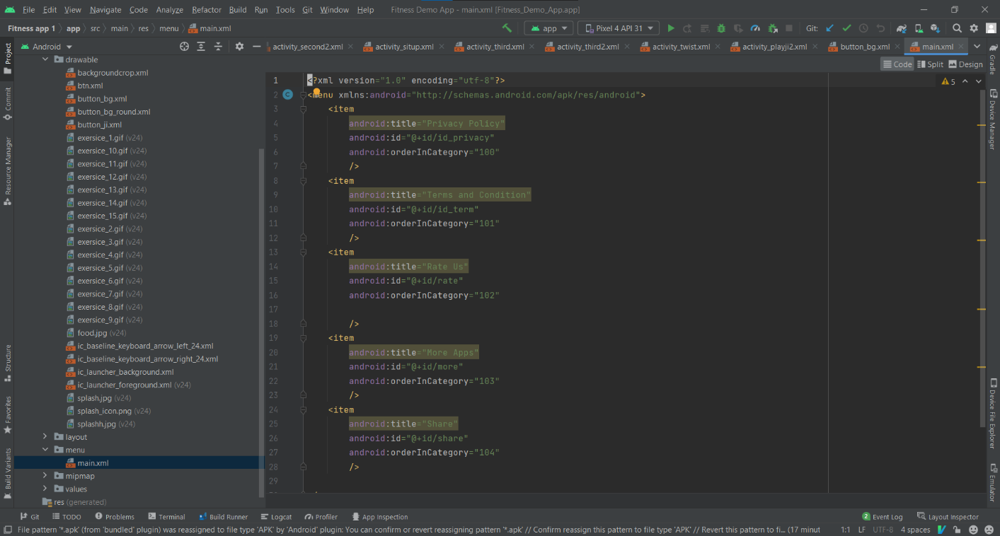 File Edit View Navigate Code Analyze Refactor Build Run Tools Git Window Help Fitness Demo App - main.xml [Fitness_Demo_App.app]
Fitness app 1 app src main res menu main.xml app Pixel 4 API 31 Git:
Android activity_second2.xml activity_situp.xml activity_third.xml activity_third2.xml activity_twist.xml activity_playji2.xml button_bg.xml main.xml
Code Split Design
Project
Commit
Resource Manager
Structure
Favorites
Build Variants
drawable
backgroundcrop.xml
btn.xml
button_bg.xml
button_bg_round.xml
button_ji.xml
exersice_1.gif (v24)
exersice_10.gif (v24)
exersice_11.gif (v24)
exersice_12.gif (v24)
exersice_13.gif (v24)
exersice_14.gif (v24)
exersice_15.gif (v24)
exersice_2.gif (v24)
exersice_3.gif (v24)
exersice_4.gif (v24)
exersice_5.gif (v24)
exersice_6.gif (v24)
exersice_7.gif (v24)
exersice_8.gif (v24)
exersice_9.gif (v24)
food.jpg (v24)
ic_baseline_keyboard_arrow_left_24.xml
ic_baseline_keyboard_arrow_right_24.xml
ic_launcher_background.xml
ic_launcher_foreground.xml (v24)
splash.jpg (v24)
splash_icon.png (v24)
splashh.jpg (v24)
layout
menu
main.xml
mipmap
values
res (generated)
1 <?xml version="1.0" encoding="utf-8"?>
2 <menu xmlns:android="http://schemas.android.com/apk/res/android">
3 <item
4 android:title="Privacy Policy"
5 android:id="@+id/id_privacy"
6 android:orderInCategory="100"
7 />
8 <item
9 android:title="Terms and Condition"
10 android:id="@+id/id_term"
11 android:orderInCategory="101"
12 />
13 <item
14 android:title="Rate Us"
15 android:id="@+id/rate"
16 android:orderInCategory="102"
17
18 />
19 <item
20 android:title="More Apps"
21 android:id="@+id/more"
22 android:orderInCategory="103"
23 />
24 <item
25 android:title="Share"
26 android:id="@+id/share"
27 android:orderInCategory="104"
28 />
29
5
Gradle
Device Manager
Device File Explorer
Emulator
Git TODO Problems Terminal Build Runner Logcat Profiler App Inspection 2 Event Log Layout Inspector
File pattern '*.apk' (from 'bundled' plugin) was reassigned to file type 'APK' by 'Android' plugin: You can confirm or revert reassigning pattern '*.apk' // Confirm reassign this pattern to file type 'APK' // Revert this pattern to fi... (17 minut 1:1 LF UTF-8 4 spaces